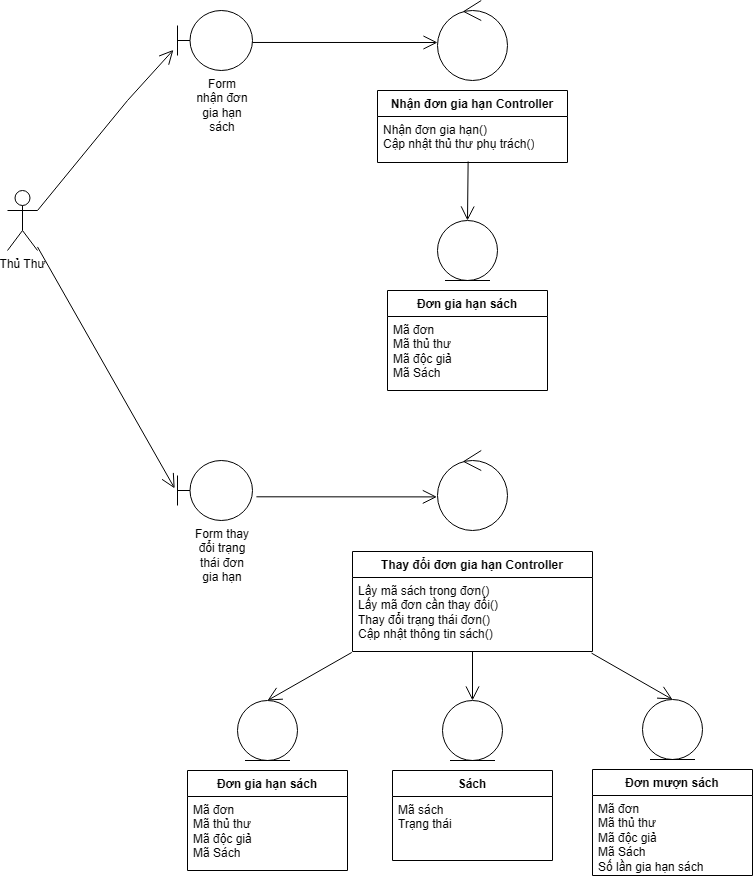 Form
nhận đơn
gia hạn
sách
Nhận đơn gia hạn Controller
Nhận đơn gia hạn()
Cập nhật thủ thư phụ trách()
Thủ Thư
Đơn gia hạn sách
Mã đơn
Mã thủ thư
Mã độc giả
Mã Sách
Form thay
đổi trạng
thái đơn
gia hạn
Thay đổi đơn gia hạn Controller
Lấy mã sách trong đơn()
Lấy mã đơn cần thay đổi()
Thay đổi trạng thái đơn()
Cập nhật thông tin sách()
Đơn gia hạn sách
Mã đơn
Mã thủ thư
Mã độc giả
Mã Sách
Sách
Mã sách
Trạng thái
Đơn mượn sách
Mã đơn
Mã thủ thư
Mã độc giả
Mã Sách
Số lần gia hạn sách